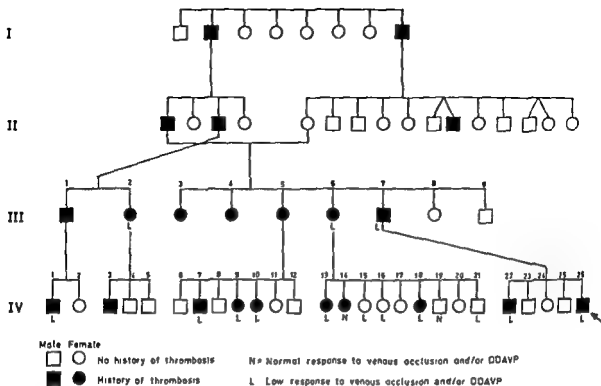 I
II
1 2 3 4 5 6 7 8 9
III
L L L
1 2 3 4 5 6 7 8 9 10 11 12 13 14 15 16 17 18 19 20 21 22 23 24 25 26
IV
L L L L L N L L L N L L L
Male Female
No history of thrombosis N= Normal response to venous occlusion and/or DDAVP
History of thrombosis L Low response to venous occlusion and/or DDAVP